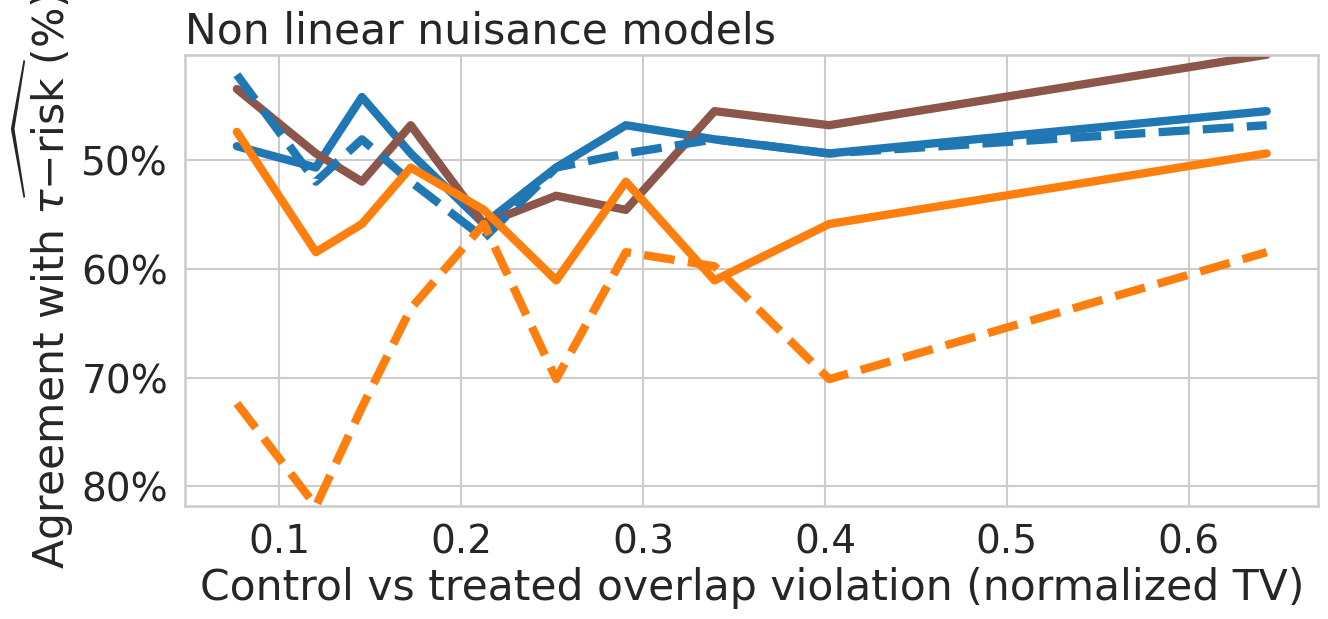 Non linear nuisance models
Agreement with τ−risk (%)
50%
60%
70%
80%
0.1 0.2 0.3 0.4 0.5 0.6
Control vs treated overlap violation (normalized TV)